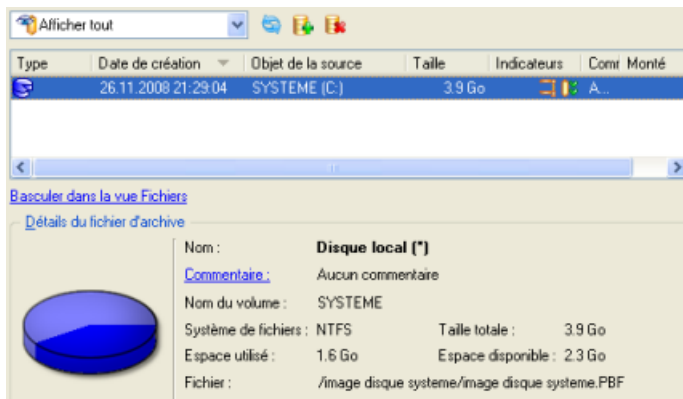 Afficher tout
Type Date de création Objet de la source Taille Indicateurs Comr Monté
26.11.2008 21:29:04 SYSTEME (C:) 3.9 Go A...
Basculer dans la vue Fichiers
Détails du fichier d'archive
Nom : Disque local (*)
Commentaire : Aucun commentaire
Nom du volume : SYSTEME
Système de fichiers : NTFS Taille totale : 3.9 Go
Espace utilisé : 1.6 Go Espace disponible : 2.3 Go
Fichier : /image disque systeme/image disque systeme.PBF